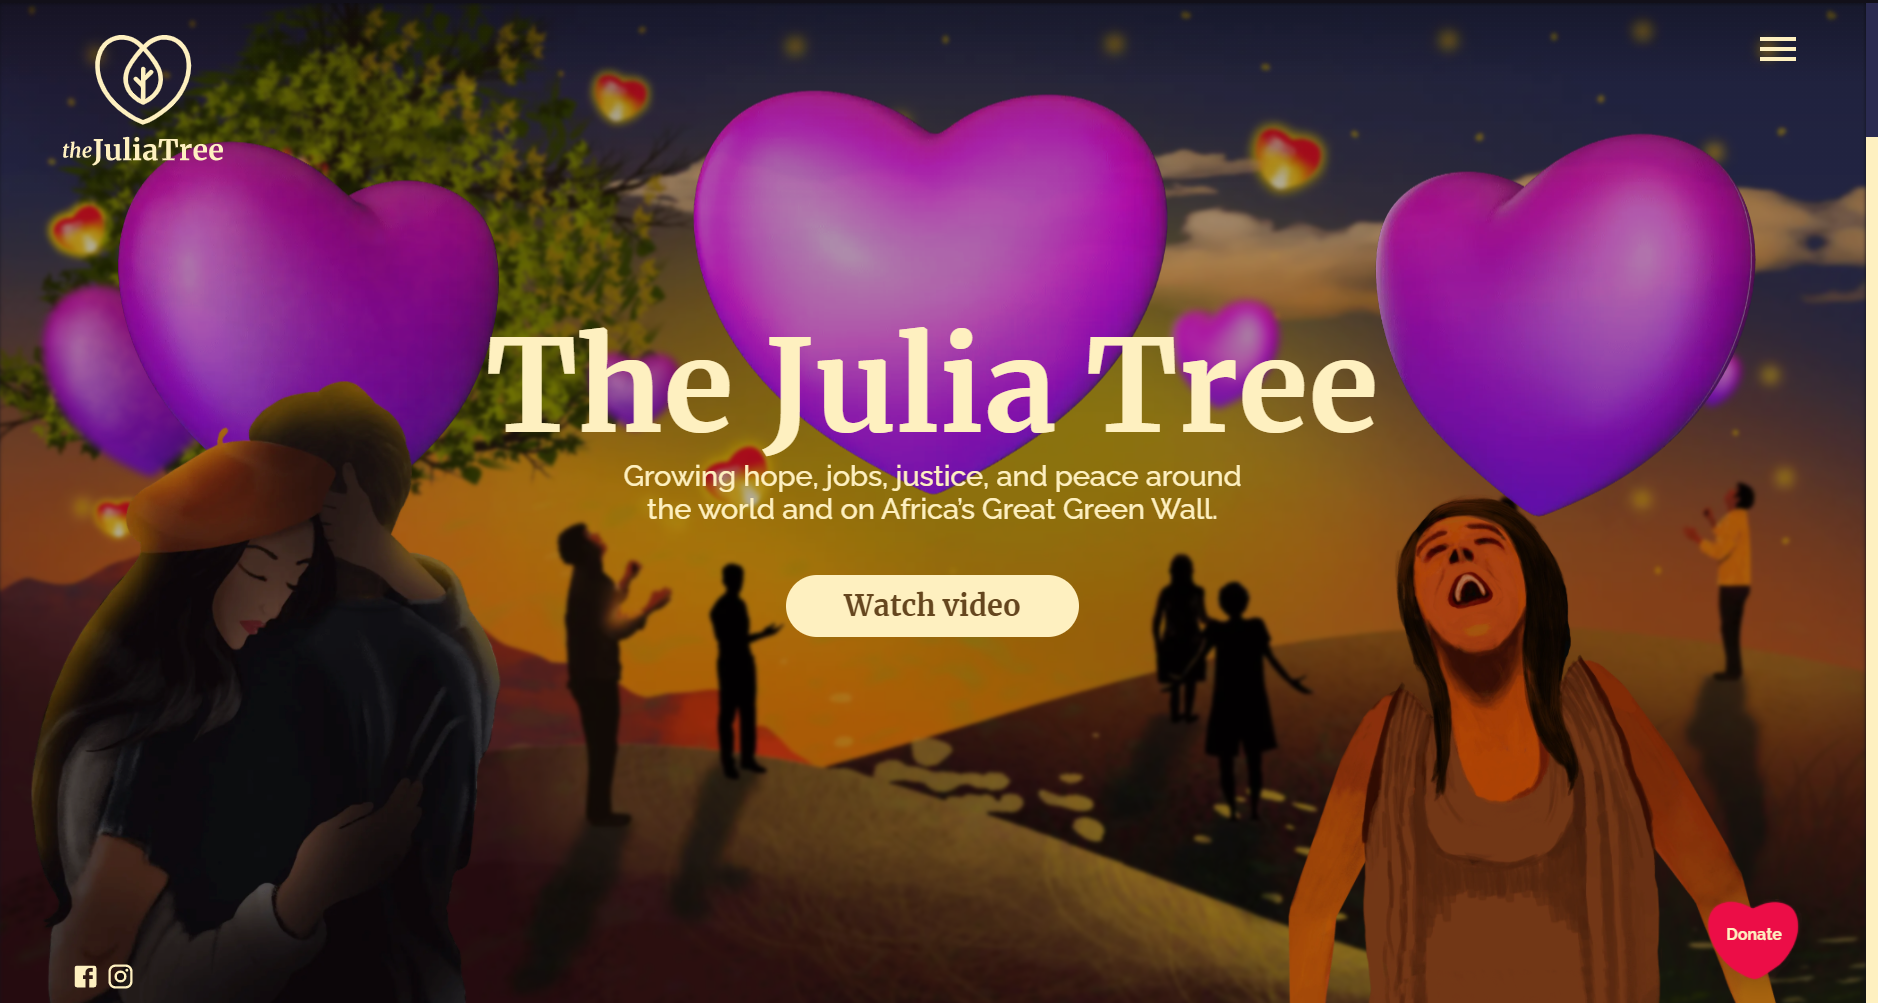 theJuliaTree
The Julia Tree
Growing hope, jobs, justice, and peace around
the world and on Africa's Great Green Wall.
Watch video
Donate